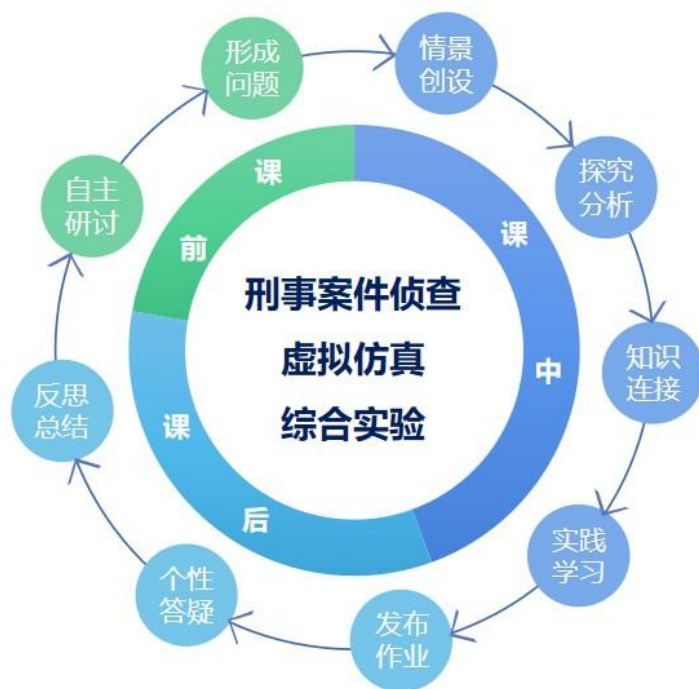 形成
问题
情景
创设
探究
分析
知识
连接
实践
学习
发布
作业
个性
答疑
反思
总结
自主
研讨
课前
课中
课后
刑事案件侦查
虚拟仿真
综合实验